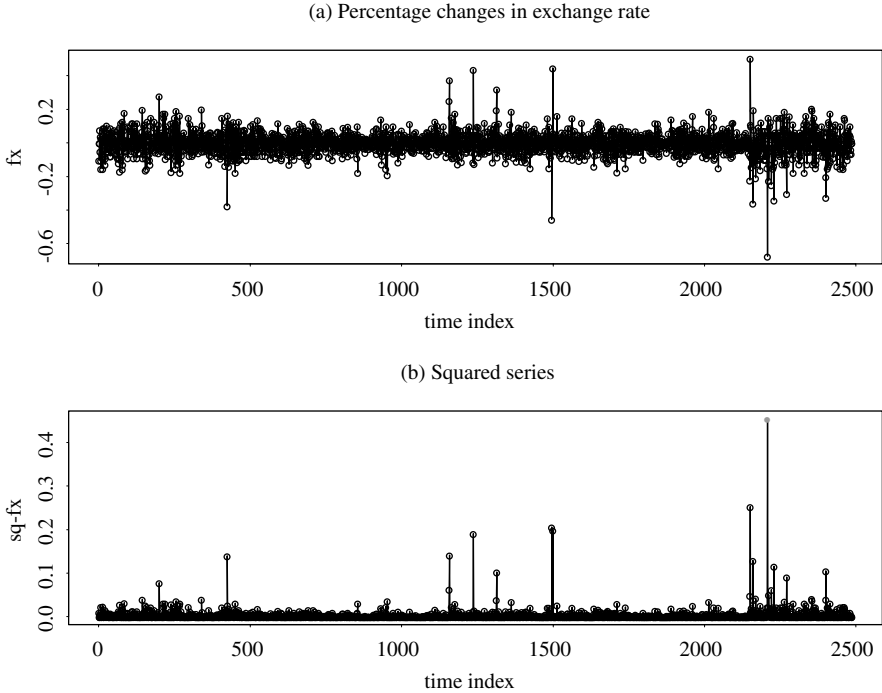 (a) Percentage changes in exchange rate
fx
0.2
-0.2
-0.6
0 500 1000 1500 2000 2500
time index
(b) Squared series
sq-fx
0.4
0.3
0.2
0.1
0.0
0 500 1000 1500 2000 2500
time index